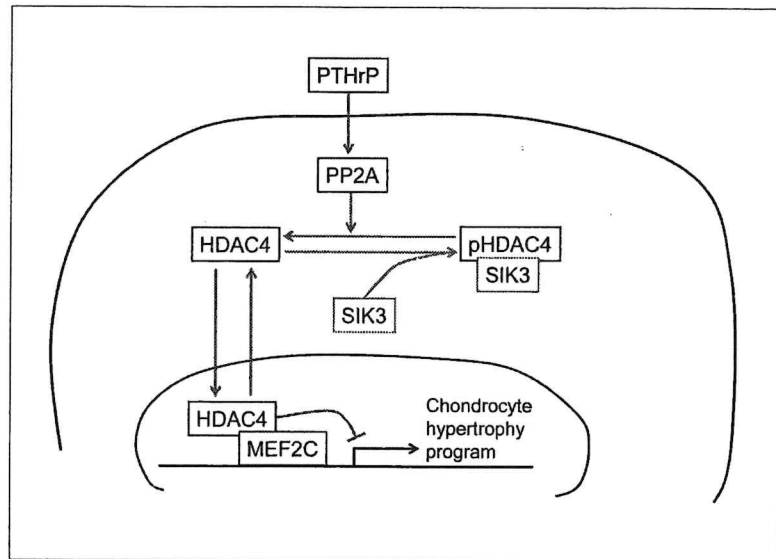 PTHrP
PP2A
HDAC4
pHDAC4
SIK3
SIK3
HDAC4
MEF2C
Chondrocyte
hypertrophy
program